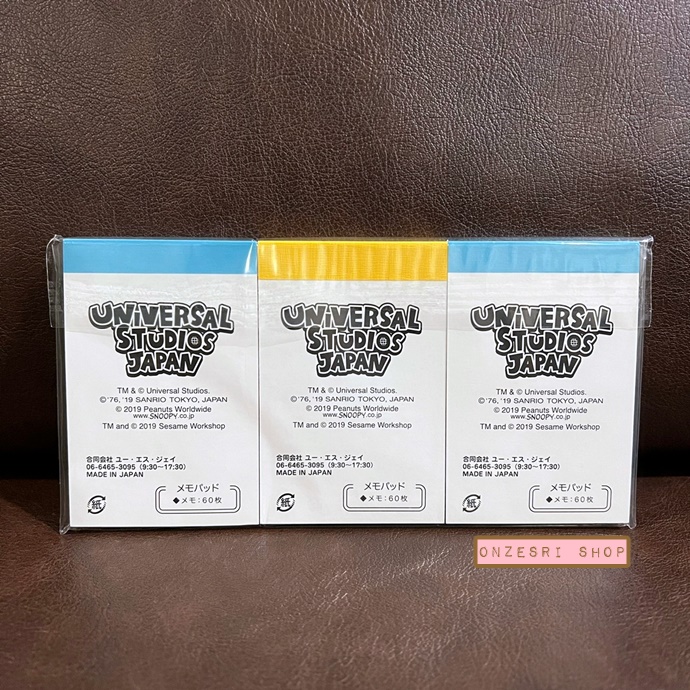 UNIVERSAL
STUDIOS
JAPAN
TM & © Universal Studios.
©'76, '19 SANRIO TOKYO, JAPAN
© 2019 Peanuts Worldwide
www.SNOOPY.co.jp
TM and © 2019 Sesame Workshop
合同会社 ユー・エス・ジェイ
06-6465-3095（9:30～17:30）
MADE IN JAPAN
紙
メモパッド
◆メモ：60枚
UNIVERSAL
STUDIOS
JAPAN
TM & © Universal Studios.
©'76, '19 SANRIO TOKYO, JAPAN
© 2019 Peanuts Worldwide
www.SNOOPY.co.jp
TM and © 2019 Sesame Workshop
合同会社 ユー・エス・ジェイ
06-6465-3095（9:30～17:30）
MADE IN JAPAN
紙
メモパッド
◆メモ：60枚
UNIVERSAL
STUDIOS
JAPAN
TM & © Universal Studios.
©'76, '19 SANRIO TOKYO, JAPAN
© 2019 Peanuts Worldwide
www.SNOOPY.co.jp
TM and © 2019 Sesame Workshop
合同会社 ユー・エス・ジェイ
06-6465-3095（9:30～17:30）
MADE IN JAPAN
紙
メモパッド
◆メモ：60枚
ONZESRI SHOP